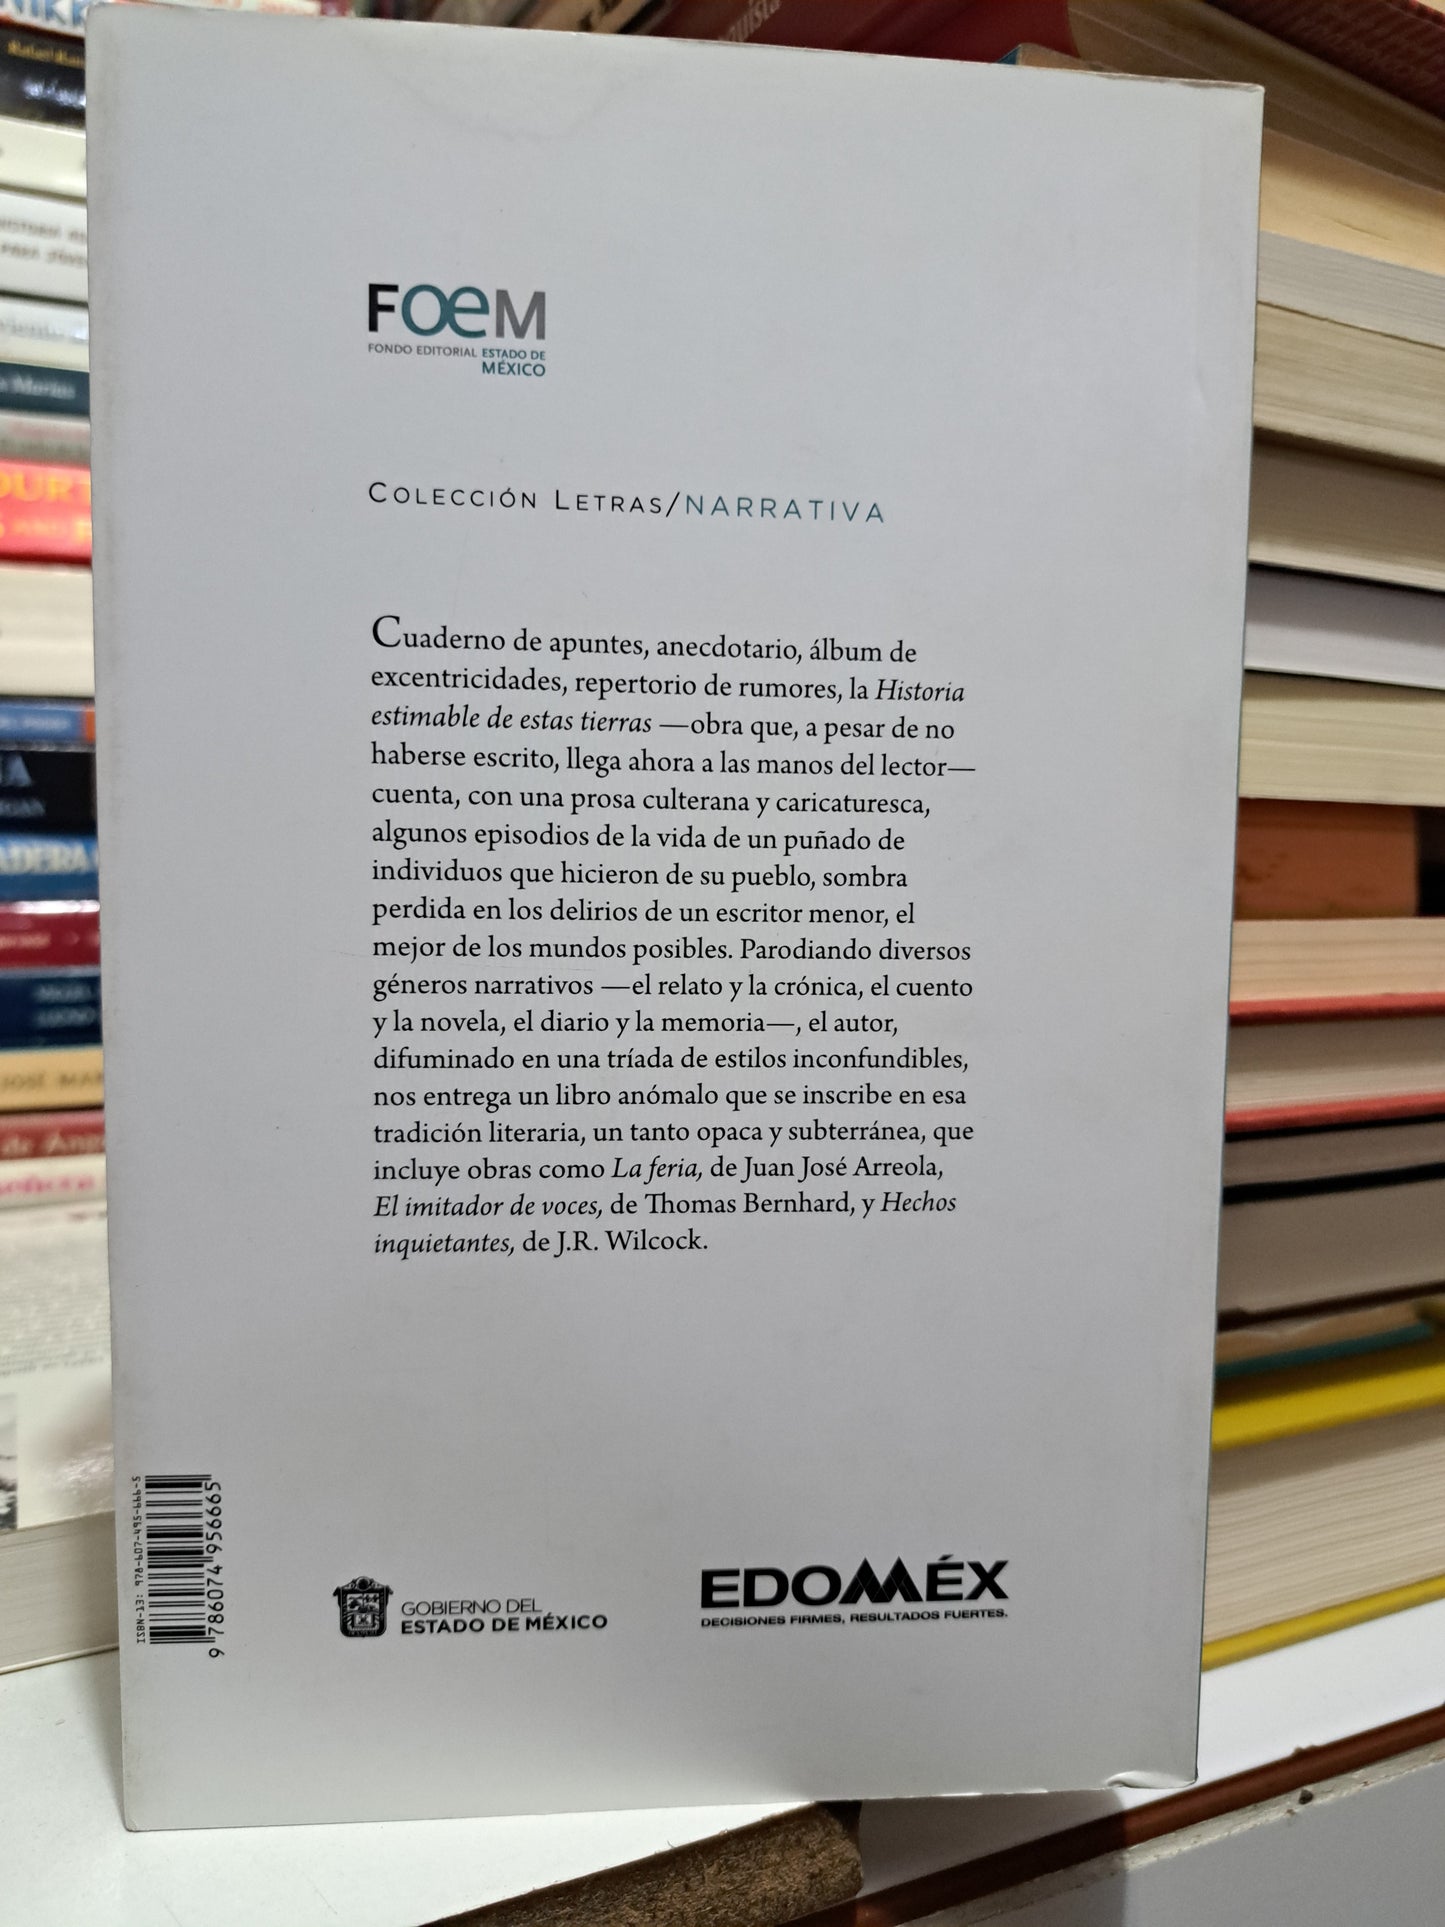 FOEM
FONDO EDITORIAL ESTADO DE
MÉXICO
COLECCIÓN LETRAS/NARRATIVA
Cuaderno de apuntes, anecdotario, álbum de
excentricidades, repertorio de rumores, la Historia
estimable de estas tierras —obra que, a pesar de no
haberse escrito, llega ahora a las manos del lector—
cuenta, con una prosa culterana y caricaturesca,
algunos episodios de la vida de un puñado de
individuos que hicieron de su pueblo, sombra
perdida en los delirios de un escritor menor, el
mejor de los mundos posibles. Parodiando diversos
géneros narrativos —el relato y la crónica, el cuento
y la novela, el diario y la memoria—, el autor,
difuminado en una tríada de estilos inconfundibles,
nos entrega un libro anómalo que se inscribe en esa
tradición literaria, un tanto opaca y subterránea, que
incluye obras como La feria, de Juan José Arreola,
El imitador de voces, de Thomas Bernhard, y Hechos
inquietantes, de J.R. Wilcock.
ISBN-13: 978-607-495-666-5
9 786074 956665
GOBIERNO DEL
ESTADO DE MÉXICO
EDOMÉX
DECISIONES FIRMES, RESULTADOS FUERTES.